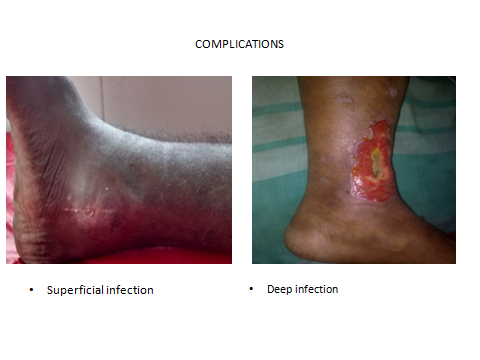 COMPLICATIONS
• Superficial infection
• Deep infection